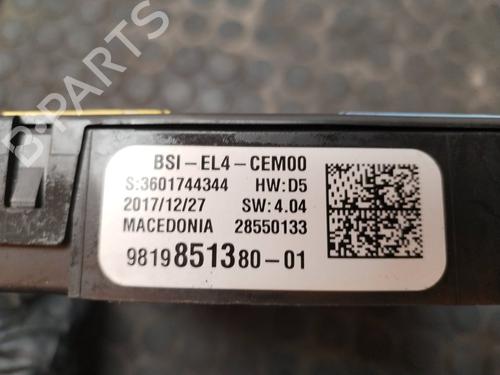 B-PARTS
BSI-EL4-CEM00
S:3601744344 HW:D5
2017/12/27 SW:4.04
MACEDONIA 28550133
9819851380-01